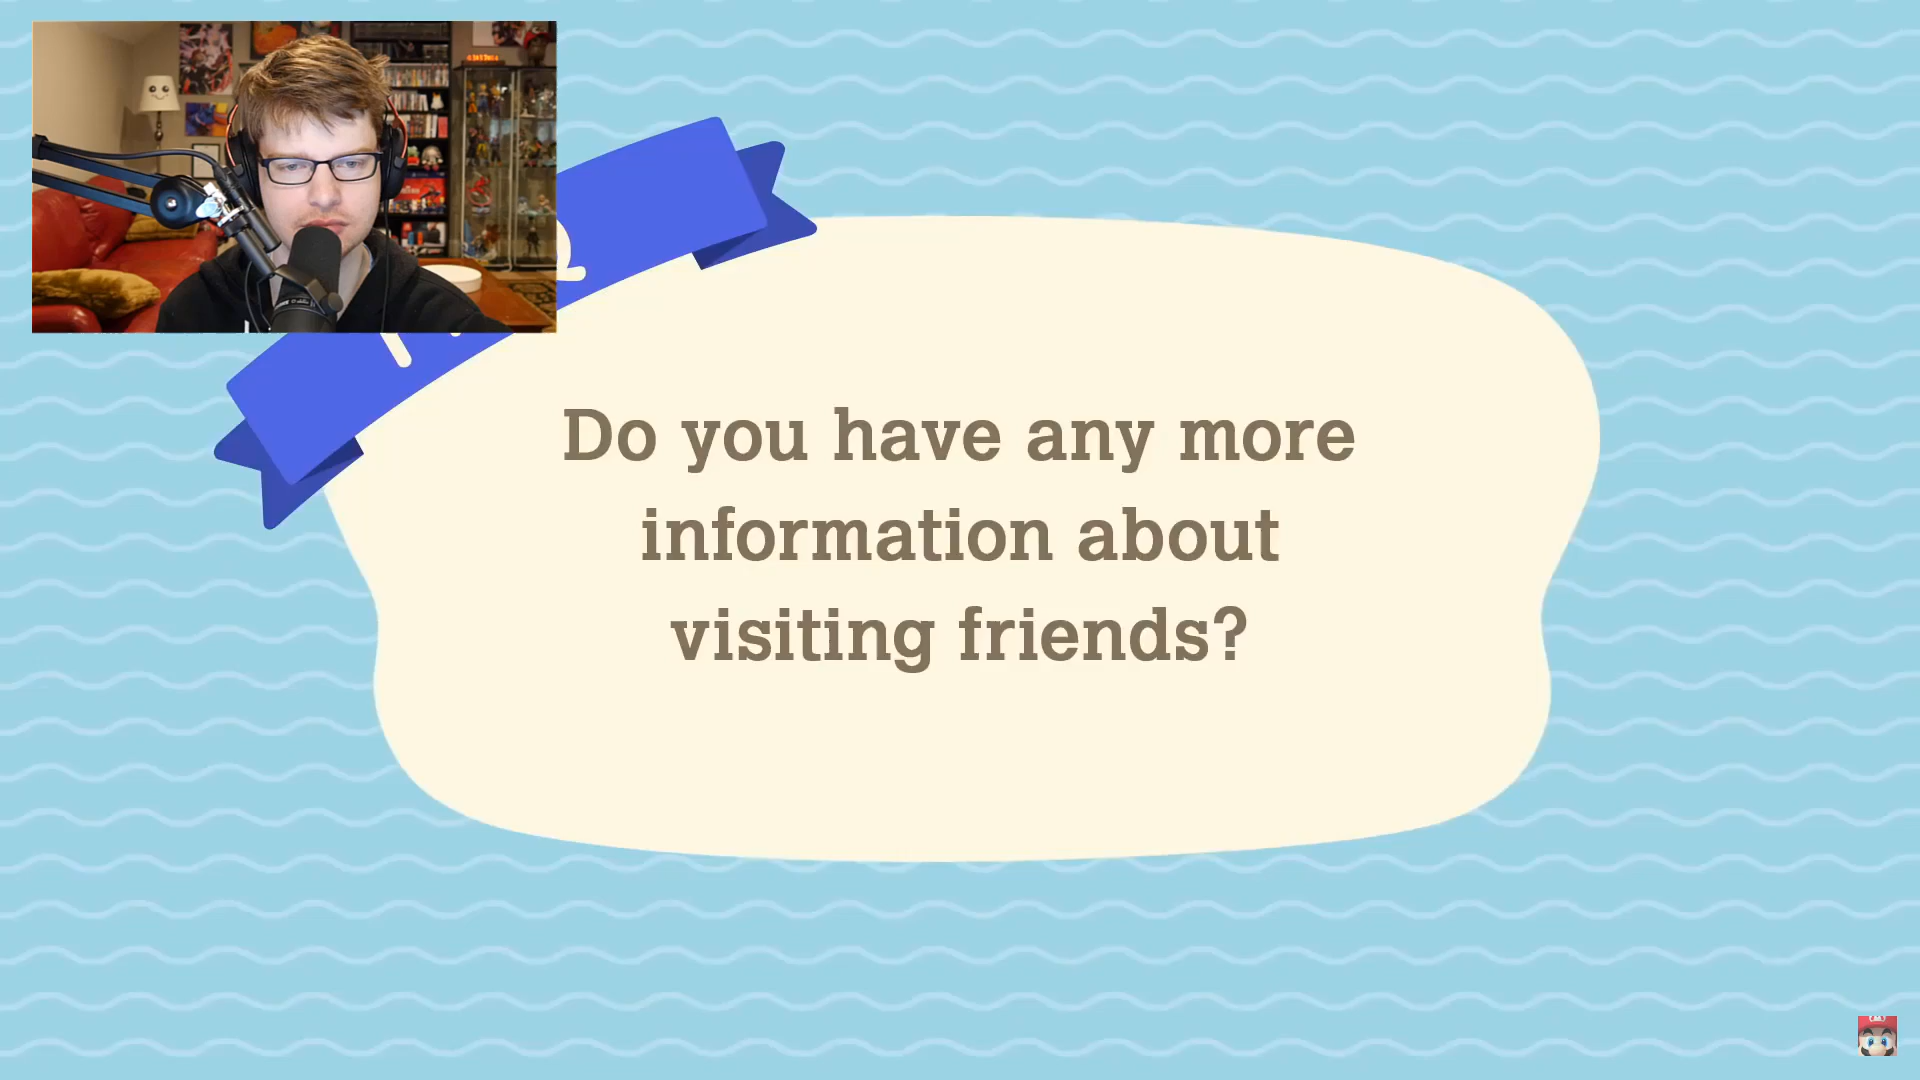 Do you have any more
information about
visiting friends?